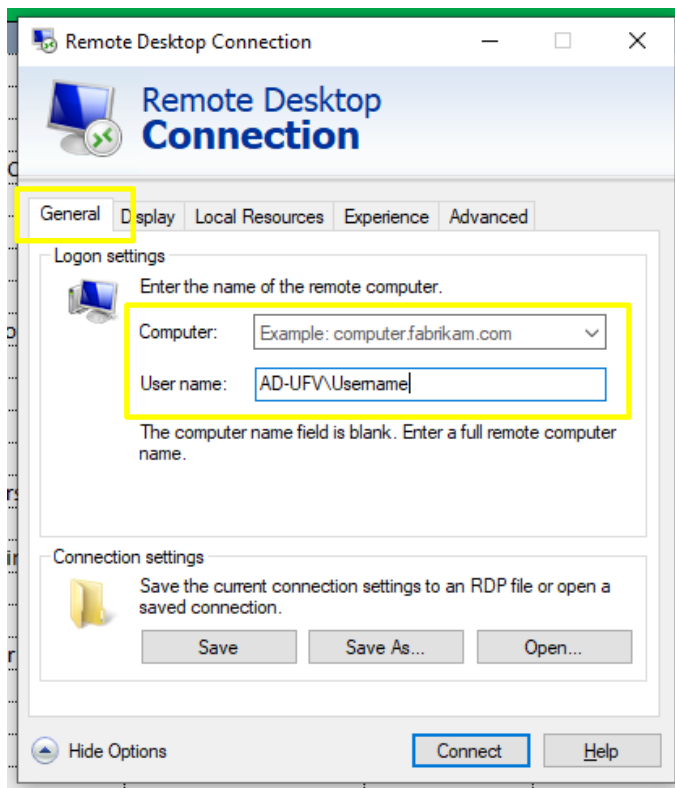 Remote Desktop Connection
Remote Desktop
Connection
General Display Local Resources Experience Advanced
Logon settings
Enter the name of the remote computer.
Computer: Example: computer.fabrikam.com
User name: AD-UFV\Username
The computer name field is blank. Enter a full remote computer
name.
Connection settings
Save the current connection settings to an RDP file or open a
saved connection.
Save Save As... Open...
Hide Options Connect Help